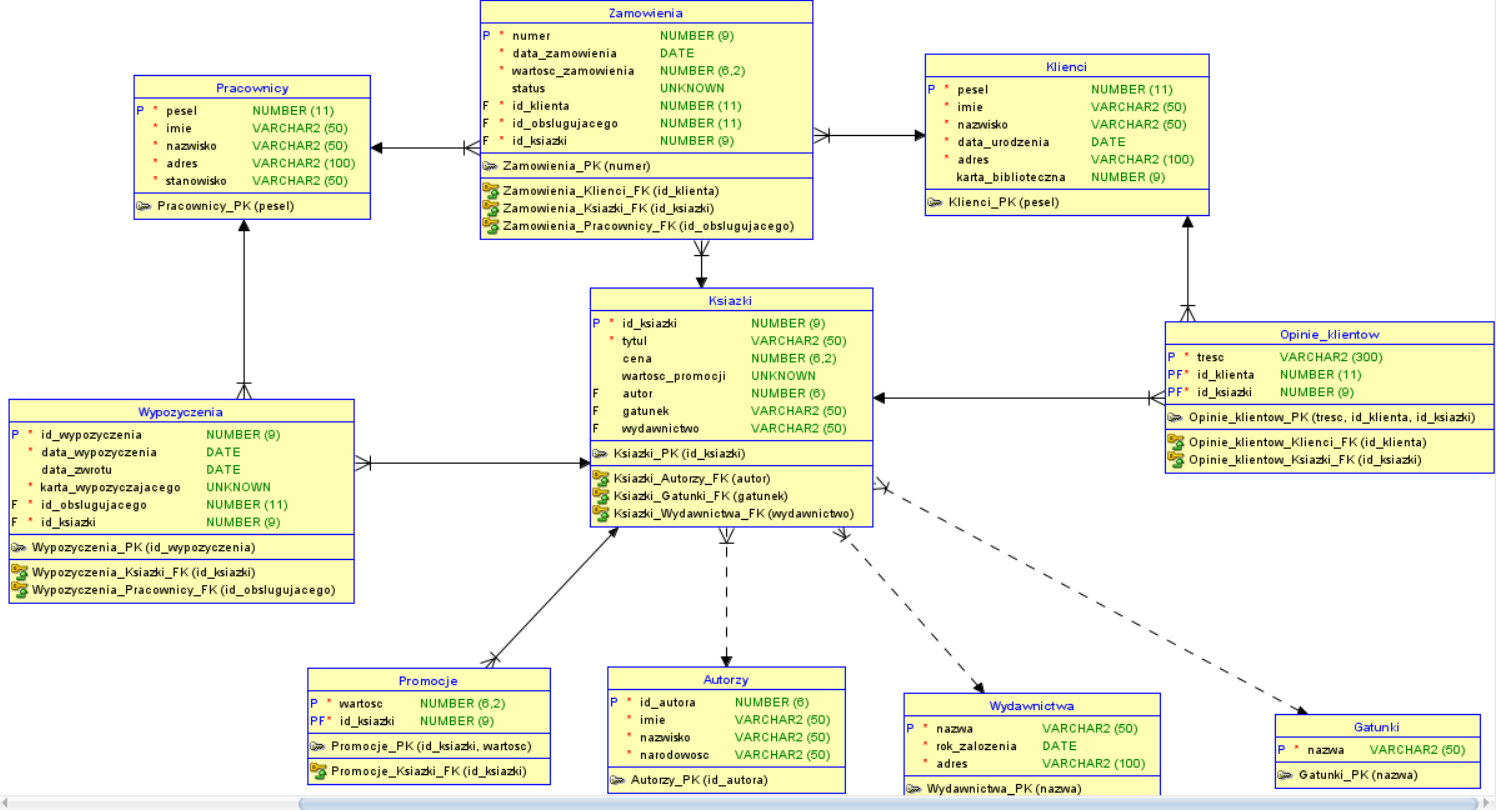 Zamowienia
P * numer NUMBER (9)
* data_zamowienia DATE
* wartosc_zamowienia NUMBER (6,2)
status UNKNOWN
F * id_klienta NUMBER (11)
F * id_obslugujacego NUMBER (11)
F * id_ksiazki NUMBER (9)
Zamowienia_PK (numer)
Zamowienia_Klienci_FK (id_klienta)
Zamowienia_Ksiazki_FK (id_ksiazki)
Zamowienia_Pracownicy_FK (id_obslugujacego)
Pracownicy
P * pesel NUMBER (11)
* imie VARCHAR2 (50)
* nazwisko VARCHAR2 (50)
* adres VARCHAR2 (100)
* stanowisko VARCHAR2 (50)
Pracownicy_PK (pesel)
Klienci
P * pesel NUMBER (11)
* imie VARCHAR2 (50)
* nazwisko VARCHAR2 (50)
* data_urodzenia DATE
* adres VARCHAR2 (100)
karta_biblioteczna NUMBER (9)
Klienci_PK (pesel)
Ksiazki
P * id_ksiazki NUMBER (9)
* tytul VARCHAR2 (50)
cena NUMBER (6,2)
wartosc_promocji UNKNOWN
F autor NUMBER (6)
F gatunek VARCHAR2 (50)
F wydawnictwo VARCHAR2 (50)
Ksiazki_PK (id_ksiazki)
Ksiazki_Autorzy_FK (autor)
Ksiazki_Gatunki_FK (gatunek)
Ksiazki_Wydawnictwa_FK (wydawnictwo)
Opinie_klientow
P * tresc VARCHAR2 (300)
PF* id_klienta NUMBER (11)
PF* id_ksiazki NUMBER (9)
Opinie_klientow_PK (tresc, id_klienta, id_ksiazki)
Opinie_klientow_Klienci_FK (id_klienta)
Opinie_klientow_Ksiazki_FK (id_ksiazki)
Wypozyczenia
P * id_wypozyczenia NUMBER (9)
* data_wypozyczenia DATE
data_zwrotu DATE
* karta_wypozyczajacego UNKNOWN
F * id_obslugujacego NUMBER (11)
F * id_ksiazki NUMBER (9)
Wypozyczenia_PK (id_wypozyczenia)
Wypozyczenia_Ksiazki_FK (id_ksiazki)
Wypozyczenia_Pracownicy_FK (id_obslugujacego)
Promocje
P * wartosc NUMBER (6,2)
PF* id_ksiazki NUMBER (9)
Promocje_PK (id_ksiazki, wartosc)
Promocje_Ksiazki_FK (id_ksiazki)
Autorzy
P * id_autora NUMBER (6)
* imie VARCHAR2 (50)
* nazwisko VARCHAR2 (50)
* narodowosc VARCHAR2 (50)
Autorzy_PK (id_autora)
Wydawnictwa
P * nazwa VARCHAR2 (50)
* rok_zalozenia DATE
* adres VARCHAR2 (100)
Wydawnictwa_PK (nazwa)
Gatunki
P * nazwa VARCHAR2 (50)
Gatunki_PK (nazwa)